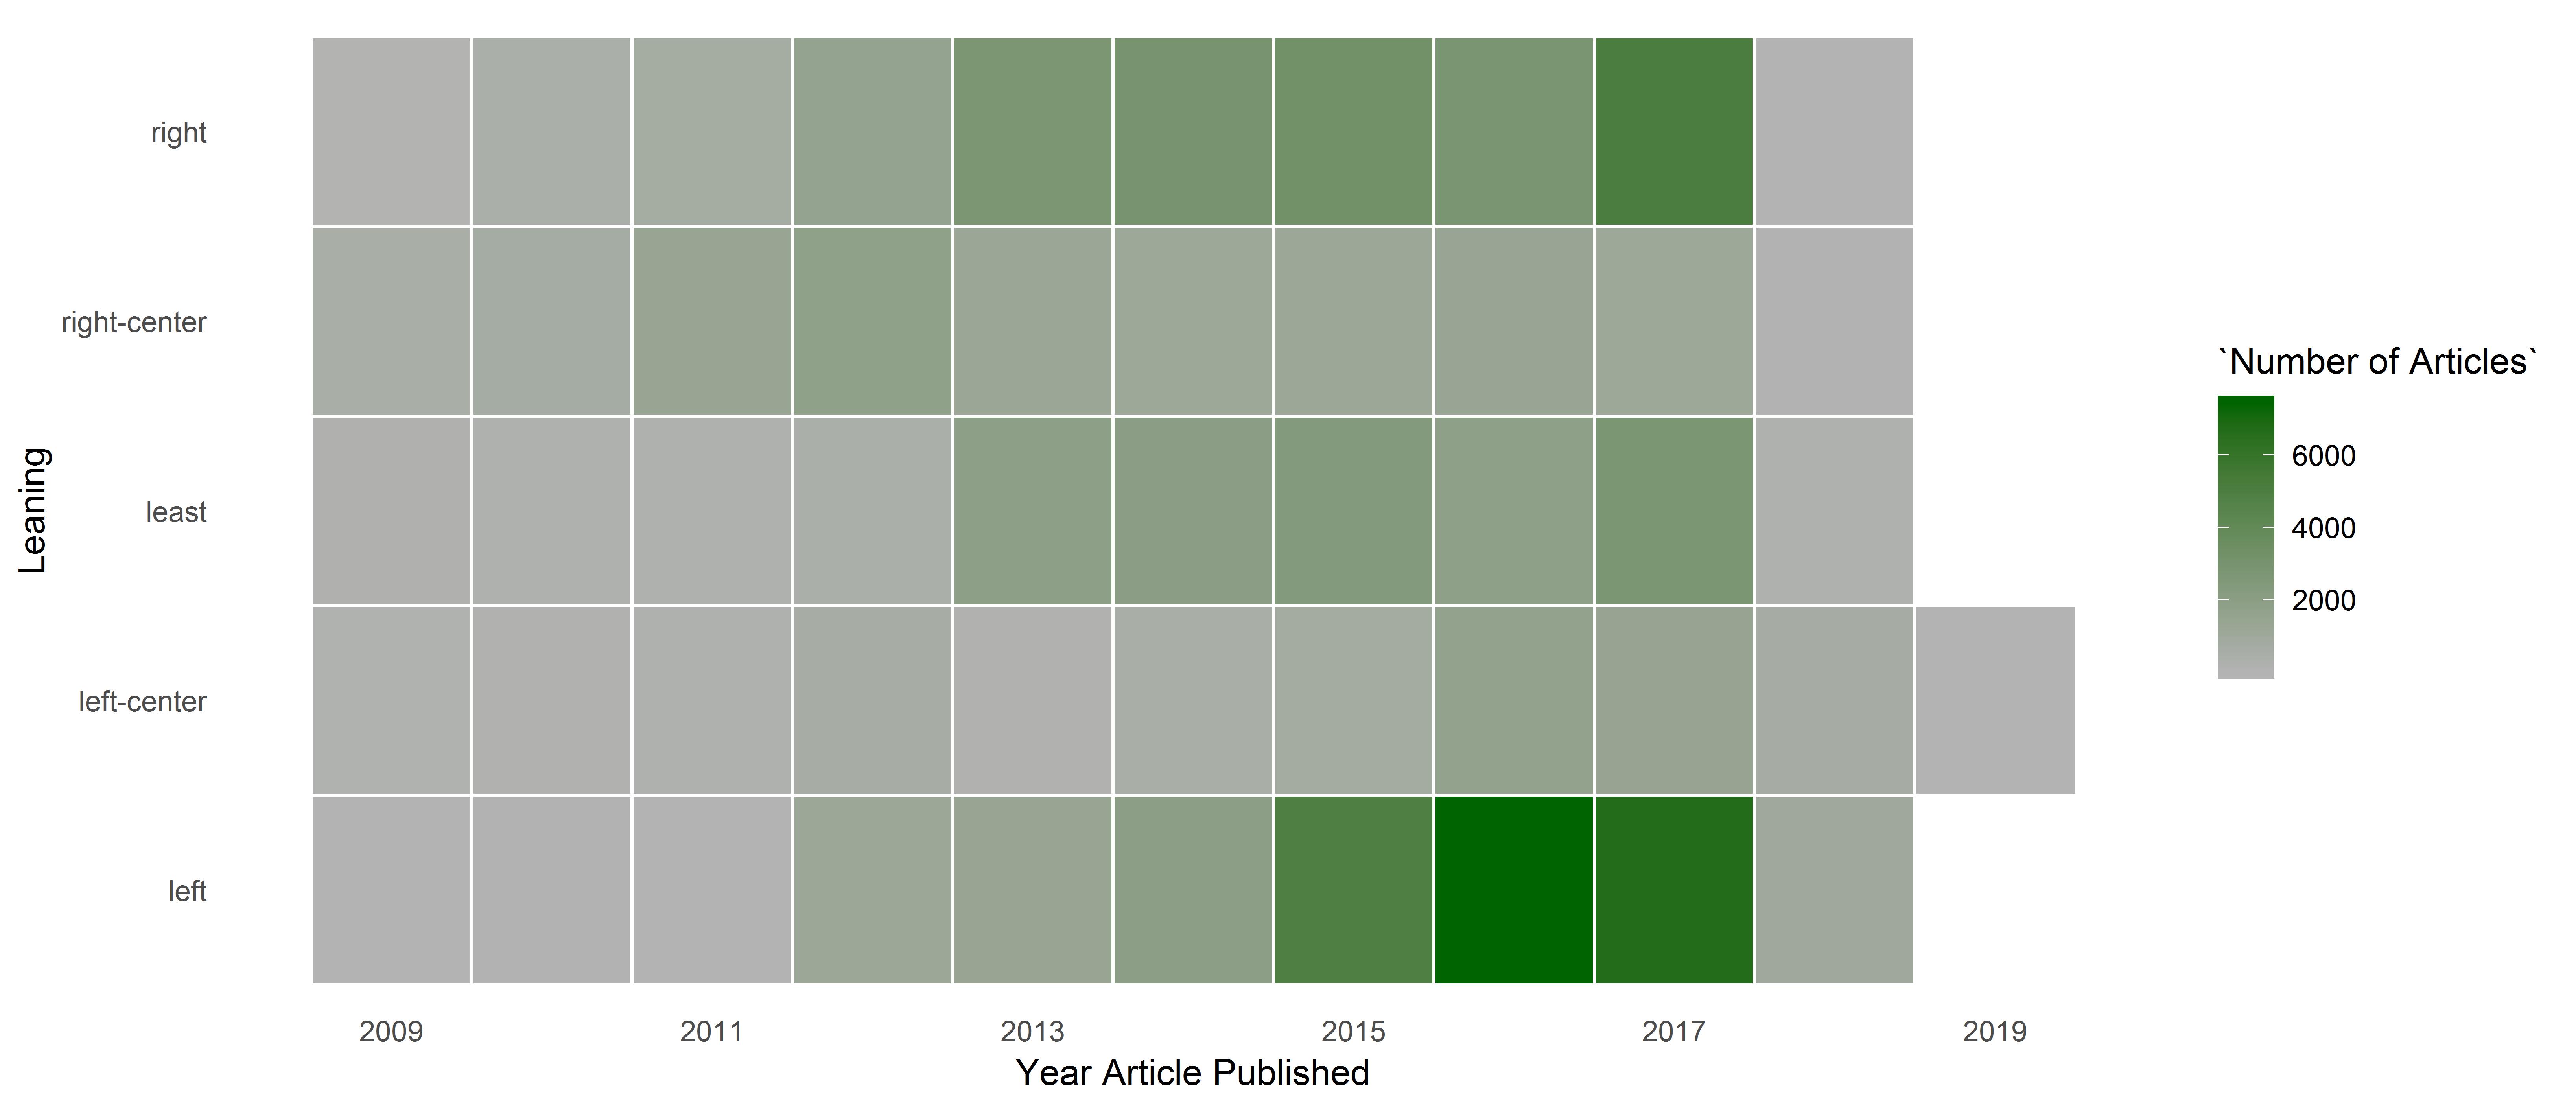 right
right-center
least
left-center
left
Leaning
2009
2011
2013
2015
2017
2019
Year Article Published
`Number of Articles`
6000
4000
2000